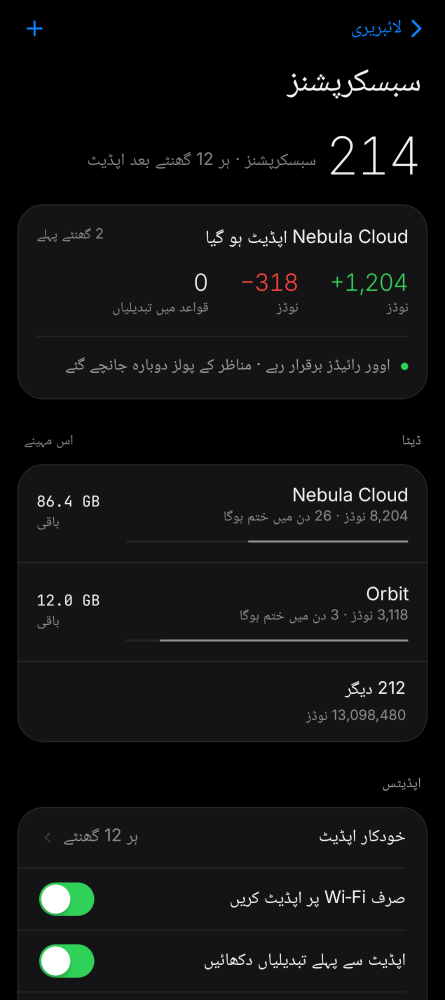 لائبریری
سبسکرپشنز
214 سبسکرپشنز · ہر 12 گھنٹے بعد اپڈیٹ
Nebula Cloud اپڈیٹ ہو گیا
2 گھنٹے پہلے
+1,204 −318 0
نوڈز نوڈز قواعد میں تبدیلیاں
اوور رائیڈز برقرار رہے · مناظر کے پولز دوبارہ جانچے گئے
ڈیٹا
اس مہینے
Nebula Cloud
8,204 نوڈز · 26 دن میں ختم ہوگا
86.4 GB
باقی
Orbit
3,118 نوڈز · 3 دن میں ختم ہوگا
12.0 GB
باقی
212 دیگر
13,098,480 نوڈز
اپڈیٹس
خودکار اپڈیٹ
ہر 12 گھنٹے
صرف Wi-Fi پر اپڈیٹ کریں
اپڈیٹ سے پہلے تبدیلیاں دکھائیں